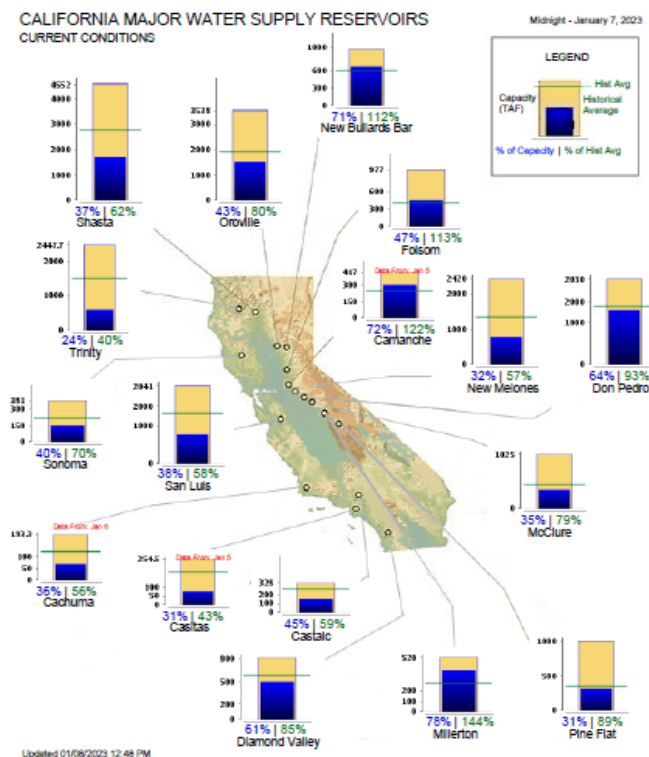 CALIFORNIA MAJOR WATER SUPPLY RESERVOIRS
CURRENT CONDITIONS
Midnight - January 7, 2023
LEGEND
Capacity
(TAF)
Hist Avg
Historical
Average
% of Capacity | % of Hist Avg
4552
4000
3000
2000
1000
0
37% | 62%
Shasta
3538
3000
2000
1000
0
43% | 80%
Oroville
1000
600
300
0
71% | 112%
New Bullards Bar
977
600
300
0
47% | 113%
Folsom
2447.7
1000
0
24% | 40%
Trinity
Data From: Jan 5
300
150
0
72% | 122%
Camanche
2420
2000
1000
0
32% | 57%
New Melones
2030
2000
1000
0
64% | 93%
Don Pedro
381
300
150
0
40% | 70%
Sonoma
2041
2000
1000
0
38% | 58%
San Luis
1025
0
35% | 79%
McClure
Data From: Jan 6
100
50
0
36% | 56%
Cachuma
Data From: Jan 5
254.5
100
50
0
31% | 43%
Casitas
325
200
100
0
45% | 59%
Castaic
800
500
200
0
61% | 85%
Diamond Valley
520
200
100
0
78% | 144%
Millerton
1000
500
0
31% | 89%
Pine Flat
Updated 01/08/2023 12:48 PM